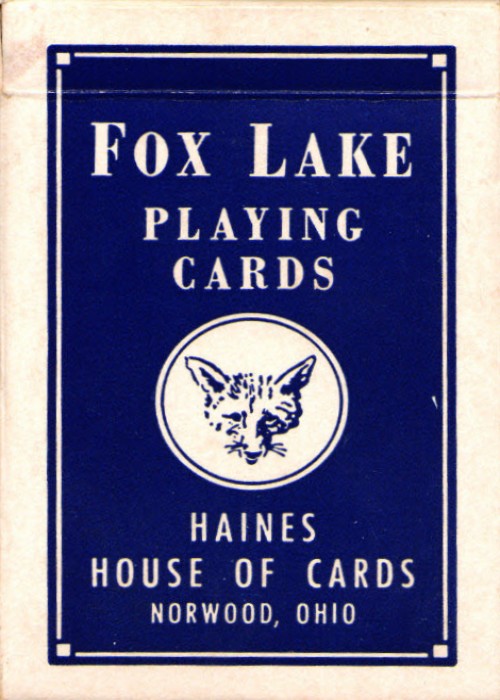 FOX LAKE
PLAYING
CARDS
HAINES
HOUSE OF CARDS
NORWOOD, OHIO